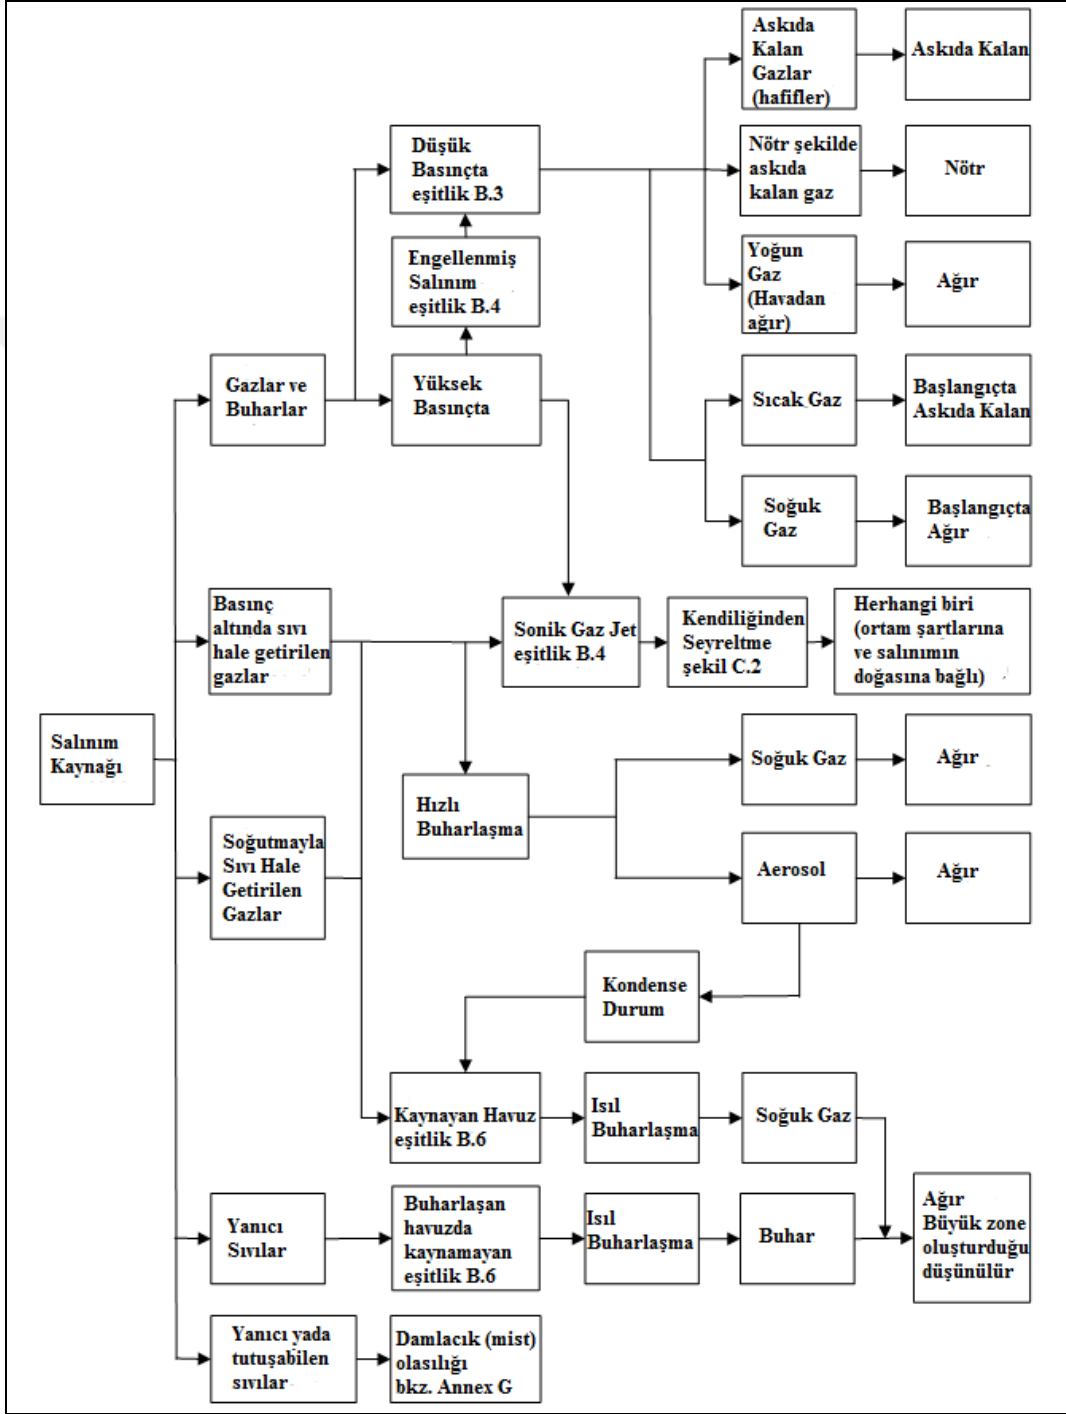 Askıda
Kalan
Gazlar
(hafifler)
Askıda Kalan
Düşük
Basınçta
eşitlik B.3
Nötr şekilde
askıda
kalan gaz
Nötr
Engellenmiş
Salınım
eşitlik B.4
Yoğun
Gaz
(Havadan
ağır)
Ağır
Gazlar ve
Buharlar
Yüksek
Basınçta
Sıcak Gaz
Başlangıçta
Askıda Kalan
Soğuk
Gaz
Başlangıçta
Ağır
Basınç
altında sıvı
hale getirilen
gazlar
Sonik Gaz Jet
eşitlik B.4
Kendiliğinden
Seyreltme
şekil C.2
Herhangi biri
(ortam şartlarına
ve salınımın
doğasına bağlı)
Salınım
Kaynağı
Hızlı
Buharlaşma
Soğuk Gaz
Ağır
Soğutmayla
Sıvı Hale
Getirilen
Gazlar
Aerosol
Ağır
Kondense
Durum
Kaynayan Havuz
eşitlik B.6
Isıl
Buharlaşma
Soğuk Gaz
Yanıcı
Sıvılar
Buharlaşan
havuzda
kaynamayan
eşitlik B.6
Isıl
Buharlaşma
Buhar
Ağır
Büyük zone
oluşturduğu
düşünülür
Yanıcı yada
tutuşabilen
sıvılar
Damlacık (mist)
olasılığı
bkz. Annex G